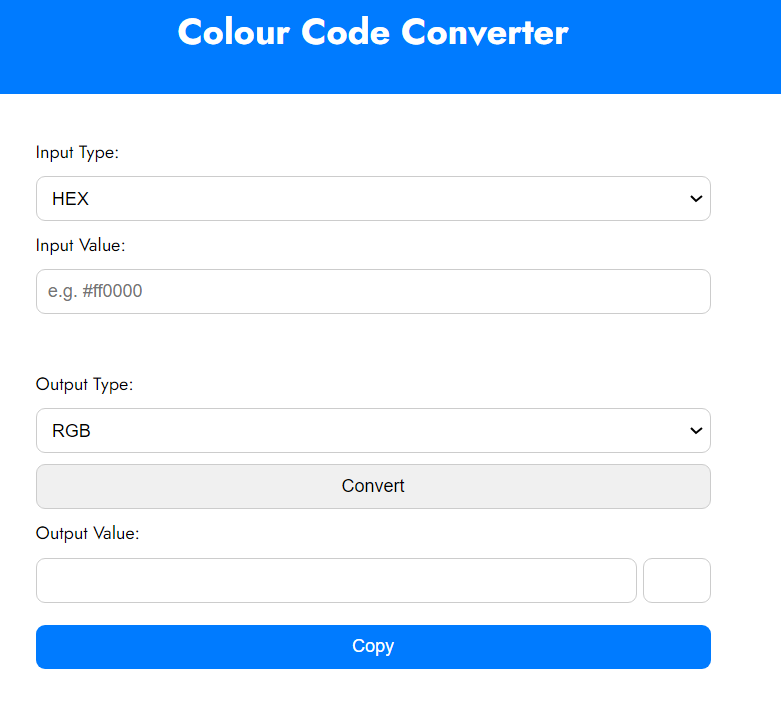 Colour Code Converter
Input Type:
HEX
Input Value:
e.g. #ff0000
Output Type:
RGB
Convert
Output Value:
Copy